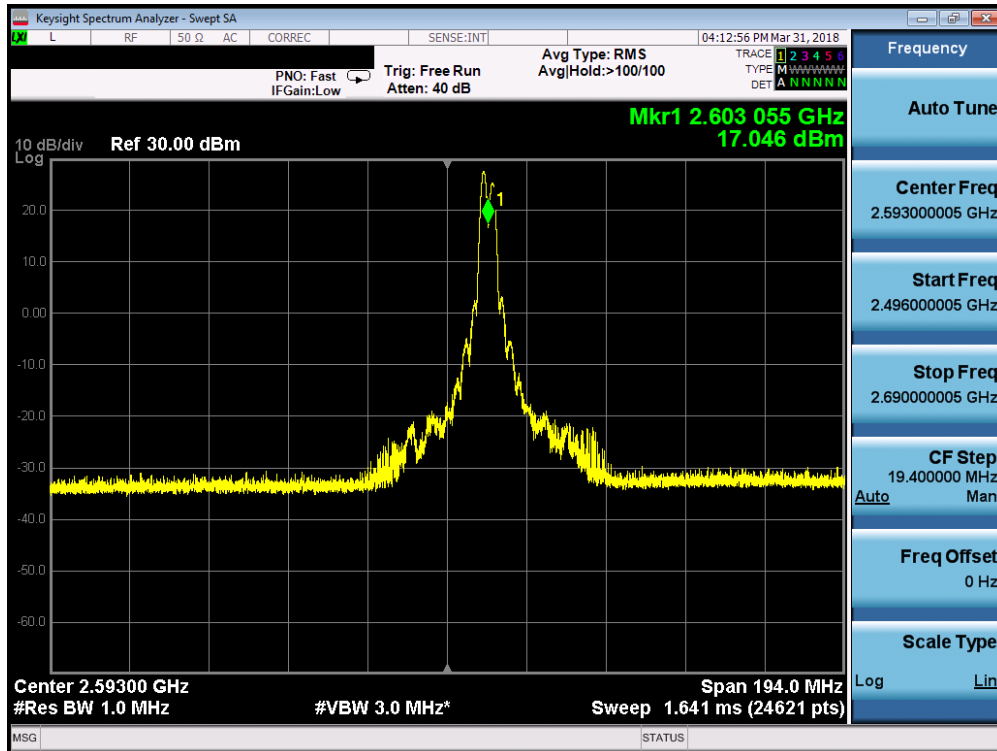 Keysight Spectrum Analyzer - Swept SA
LXI L RF 50 Ω AC CORREC SENSE:INT 04:12:56 PM Mar 31, 2018
PNO: Fast
IFGain:Low
Trig: Free Run
Atten: 40 dB
Avg Type: RMS
Avg|Hold:>100/100
TRACE 1 2 3 4 5 6
TYPE M W W W W W
DET A N N N N N
Mkr1 2.603 055 GHz
17.046 dBm
10 dB/div Ref 30.00 dBm
Log
1
20.0
10.0
0.00
-10.0
-20.0
-30.0
-40.0
-50.0
-60.0
Center 2.59300 GHz Span 194.0 MHz
#Res BW 1.0 MHz #VBW 3.0 MHz* Sweep 1.641 ms (24621 pts)
MSG STATUS
Frequency
Auto Tune
Center Freq
2.593000005 GHz
Start Freq
2.496000005 GHz
Stop Freq
2.690000005 GHz
CF Step
19.400000 MHz
Auto Man
Freq Offset
0 Hz
Scale Type
Log Lin